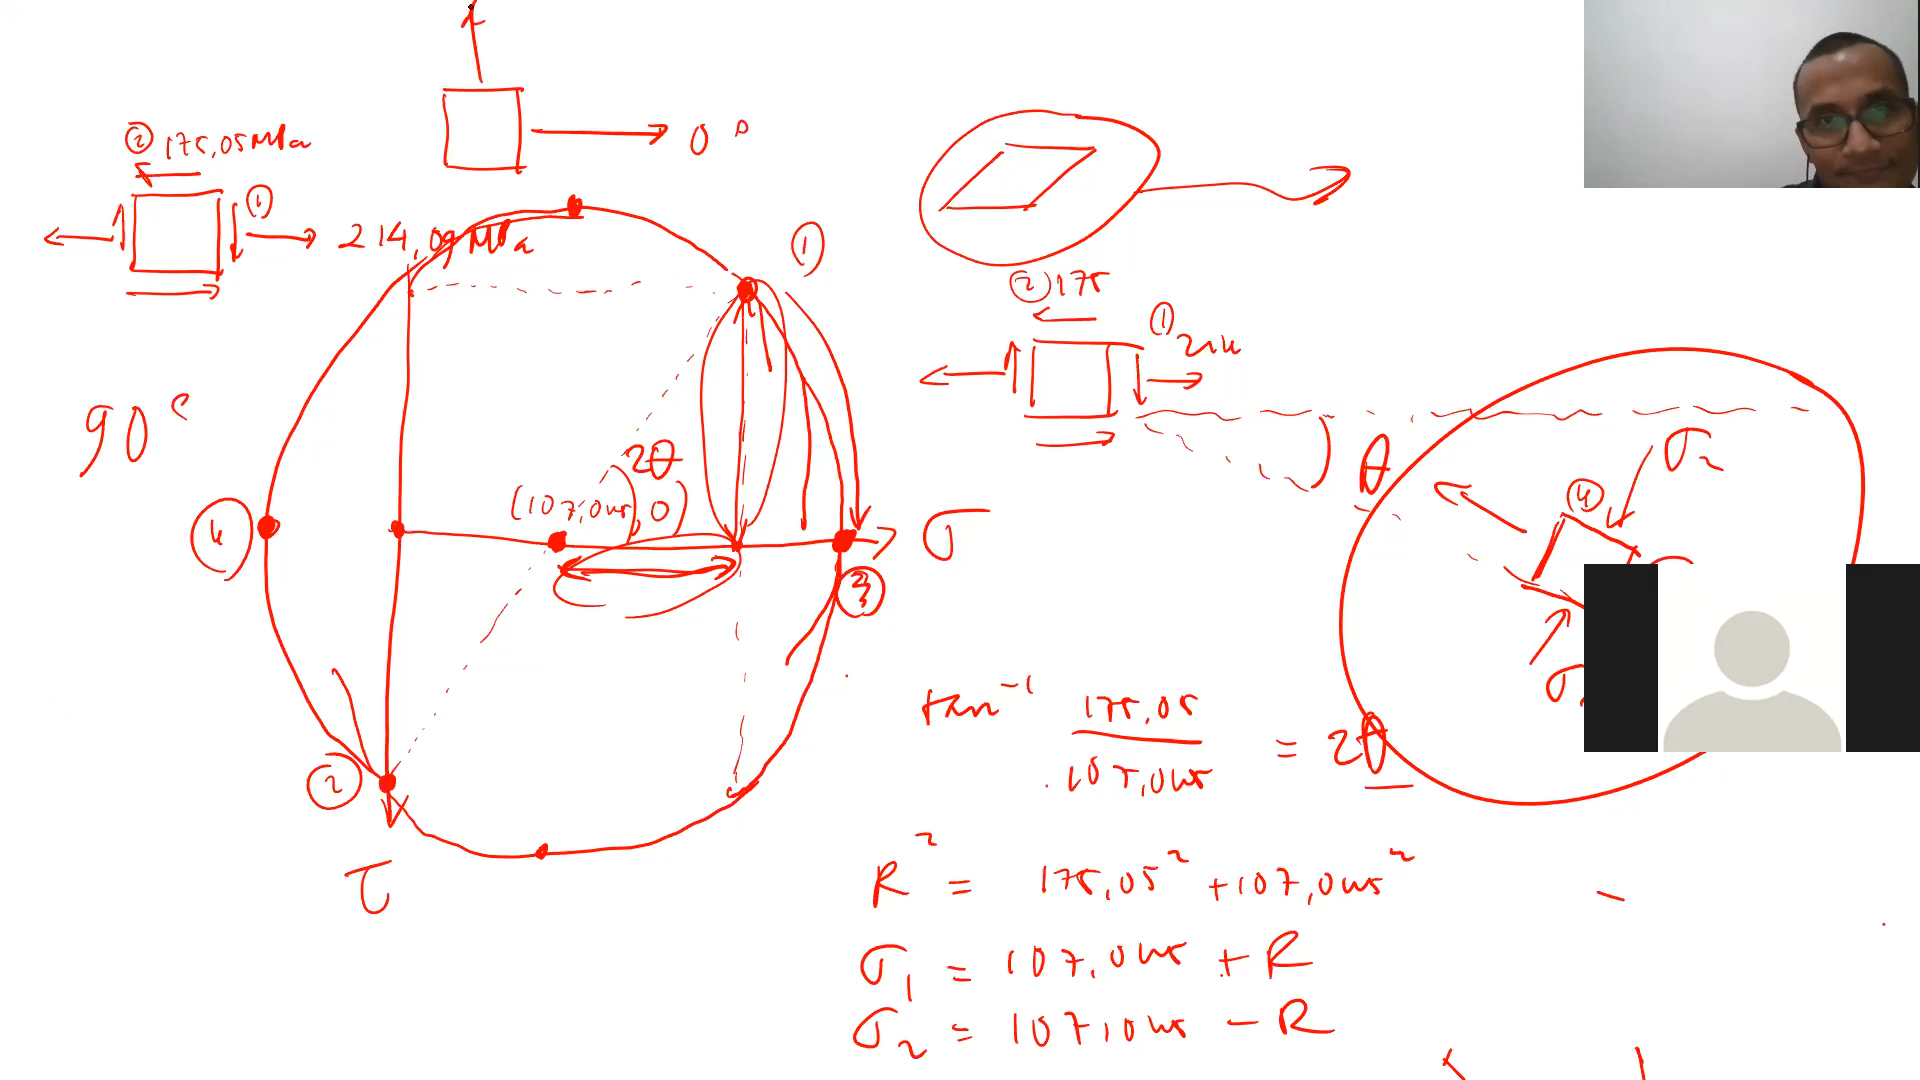 0°
② 175,05 MPa
①
214,09 MPa
①
② 175
① 214
90°
2θ
(107,045, 0)
σ
θ
σ₂
④
④
③
②
τ
tan⁻¹ 175,05 / 107,045 = 2θ
R² = 175,05² + 107,045²
σ₁ = 107,045 + R
σ₂ = 107,045 − R